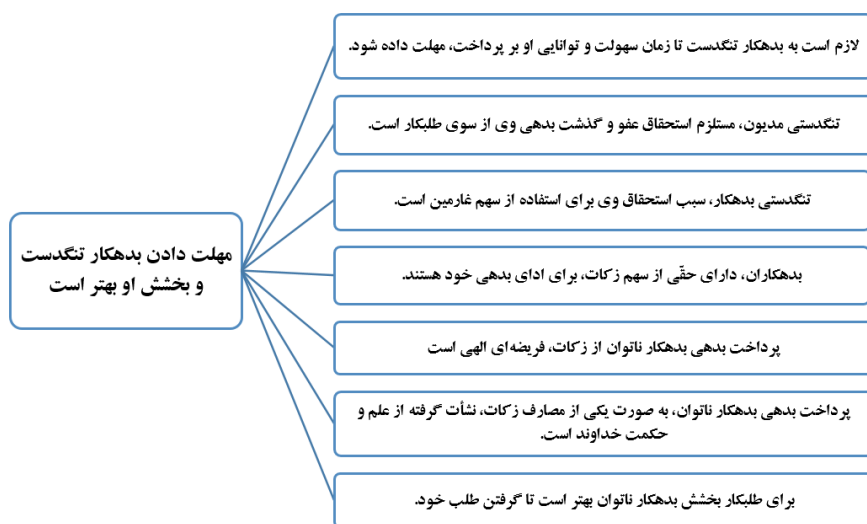 مهلت دادن بدهکار تنگدست
و بخشش او بهتر است
لازم است به بدهکار تنگدست تا زمان سهولت و توانایی او بر پرداخت، مهلت داده شود.
تنگدستی مدیون، مستلزم استحقاق عفو و گذشت بدهی وی از سوی طلبکار است.
تنگدستی بدهکار، سبب استحقاق وی برای استفاده از سهم غارمین است.
بدهکاران، دارای حقّی از سهم زکات، برای ادای بدهی خود هستند.
پرداخت بدهی بدهکار ناتوان از زکات، فریضه‌ای الهی است
پرداخت بدهی بدهکار ناتوان، به صورت یکی از مصارف زکات، نشأت گرفته از علم و
حکمت خداوند است.
برای طلبکار بخشش بدهکار ناتوان بهتر است تا گرفتن طلب خود.